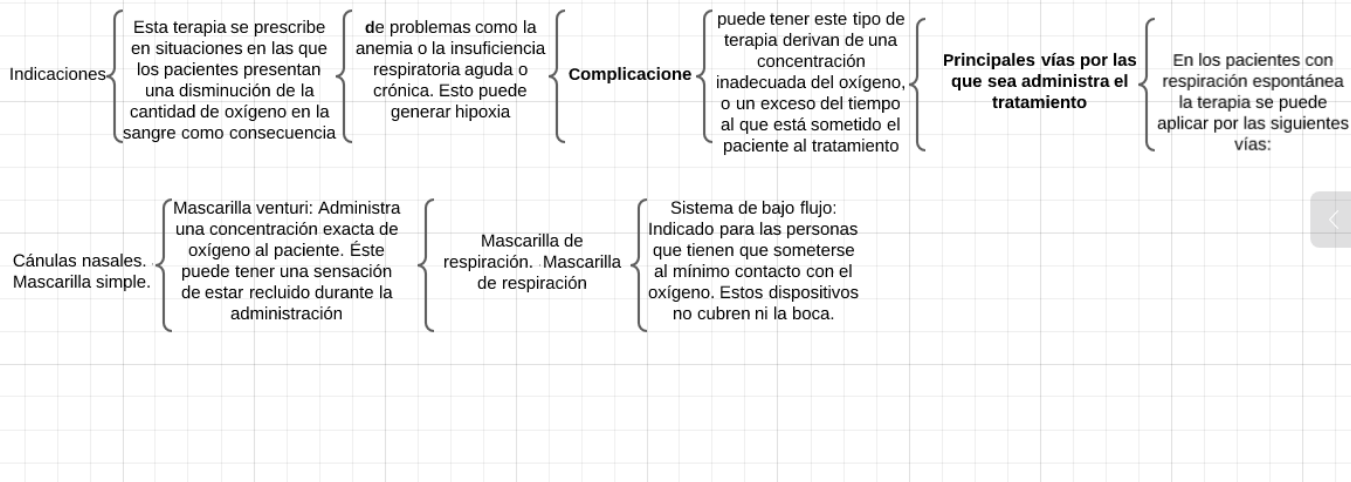 Indicaciones
Esta terapia se prescribe
en situaciones en las que
los pacientes presentan
una disminución de la
cantidad de oxígeno en la
sangre como consecuencia
de problemas como la
anemia o la insuficiencia
respiratoria aguda o
crónica. Esto puede
generar hipoxia
Complicacione
puede tener este tipo de
terapia derivan de una
concentración
inadecuada del oxígeno,
o un exceso del tiempo
al que está sometido el
paciente al tratamiento
Principales vías por las
que sea administra el
tratamiento
En los pacientes con
respiración espontánea
la terapia se puede
aplicar por las siguientes
vías:
Cánulas nasales. .
Mascarilla simple.
Mascarilla venturi: Administra
una concentración exacta de
oxígeno al paciente. Éste
puede tener una sensación
de estar recluido durante la
administración
Mascarilla de
respiración. . Mascarilla
de respiración
Sistema de bajo flujo:
Indicado para las personas
que tienen que someterse
al mínimo contacto con el
oxígeno. Estos dispositivos
no cubren ni la boca.